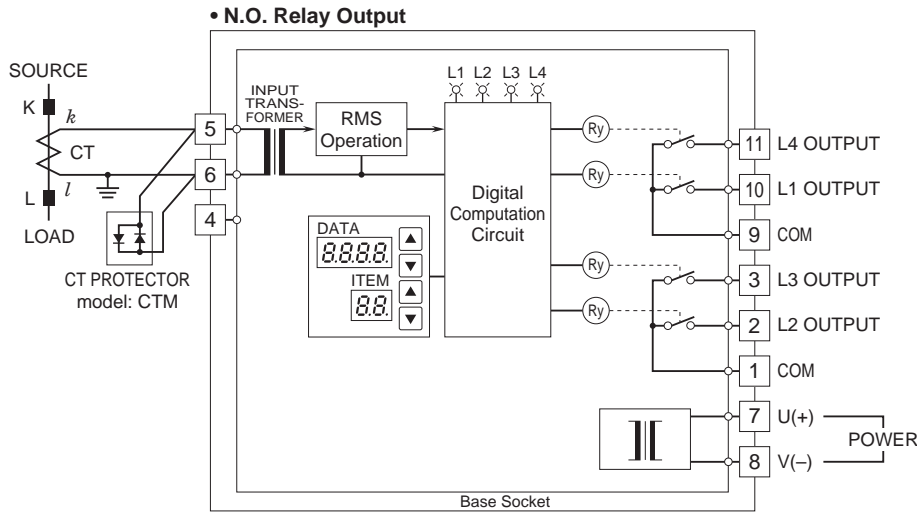 • N.O. Relay Output
SOURCE
K
k
CT
L
l
LOAD
CT PROTECTOR
model: CTM
5
6
4
INPUT
TRANS-
FORMER
RMS
Operation
L1 L2 L3 L4
Digital
Computation
Circuit
DATA
8.8.8.8.
ITEM
8.8.
Ry
Ry
Ry
Ry
11 L4 OUTPUT
10 L1 OUTPUT
9 COM
3 L3 OUTPUT
2 L2 OUTPUT
1 COM
7 U(+)
8 V(–)
POWER
Base Socket